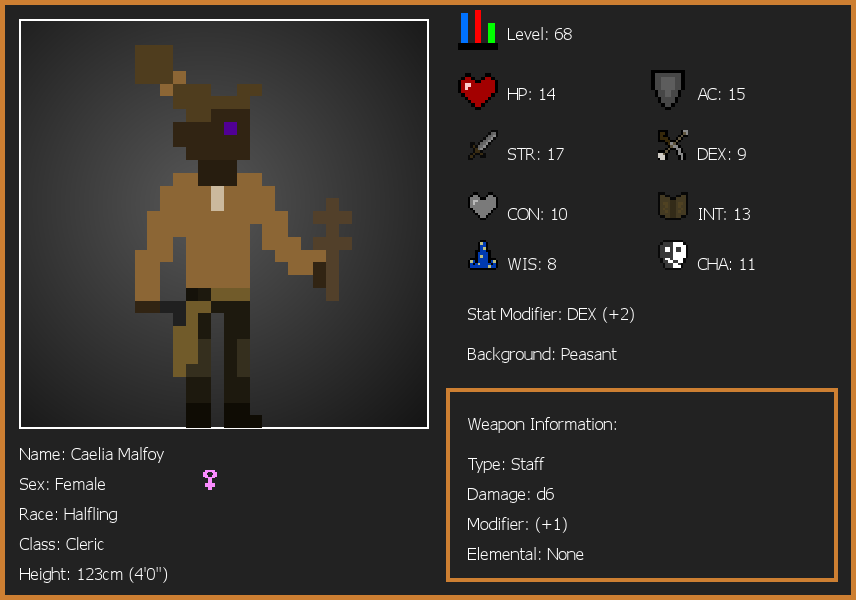 Level: 68
HP: 14
AC: 15
STR: 17
DEX: 9
CON: 10
INT: 13
WIS: 8
CHA: 11
Stat Modifier: DEX (+2)
Background: Peasant
Weapon Information:
Type: Staff
Damage: d6
Modifier: (+1)
Elemental: None
Name: Caelia Malfoy
Sex: Female
Race: Halfling
Class: Cleric
Height: 123cm (4'0")